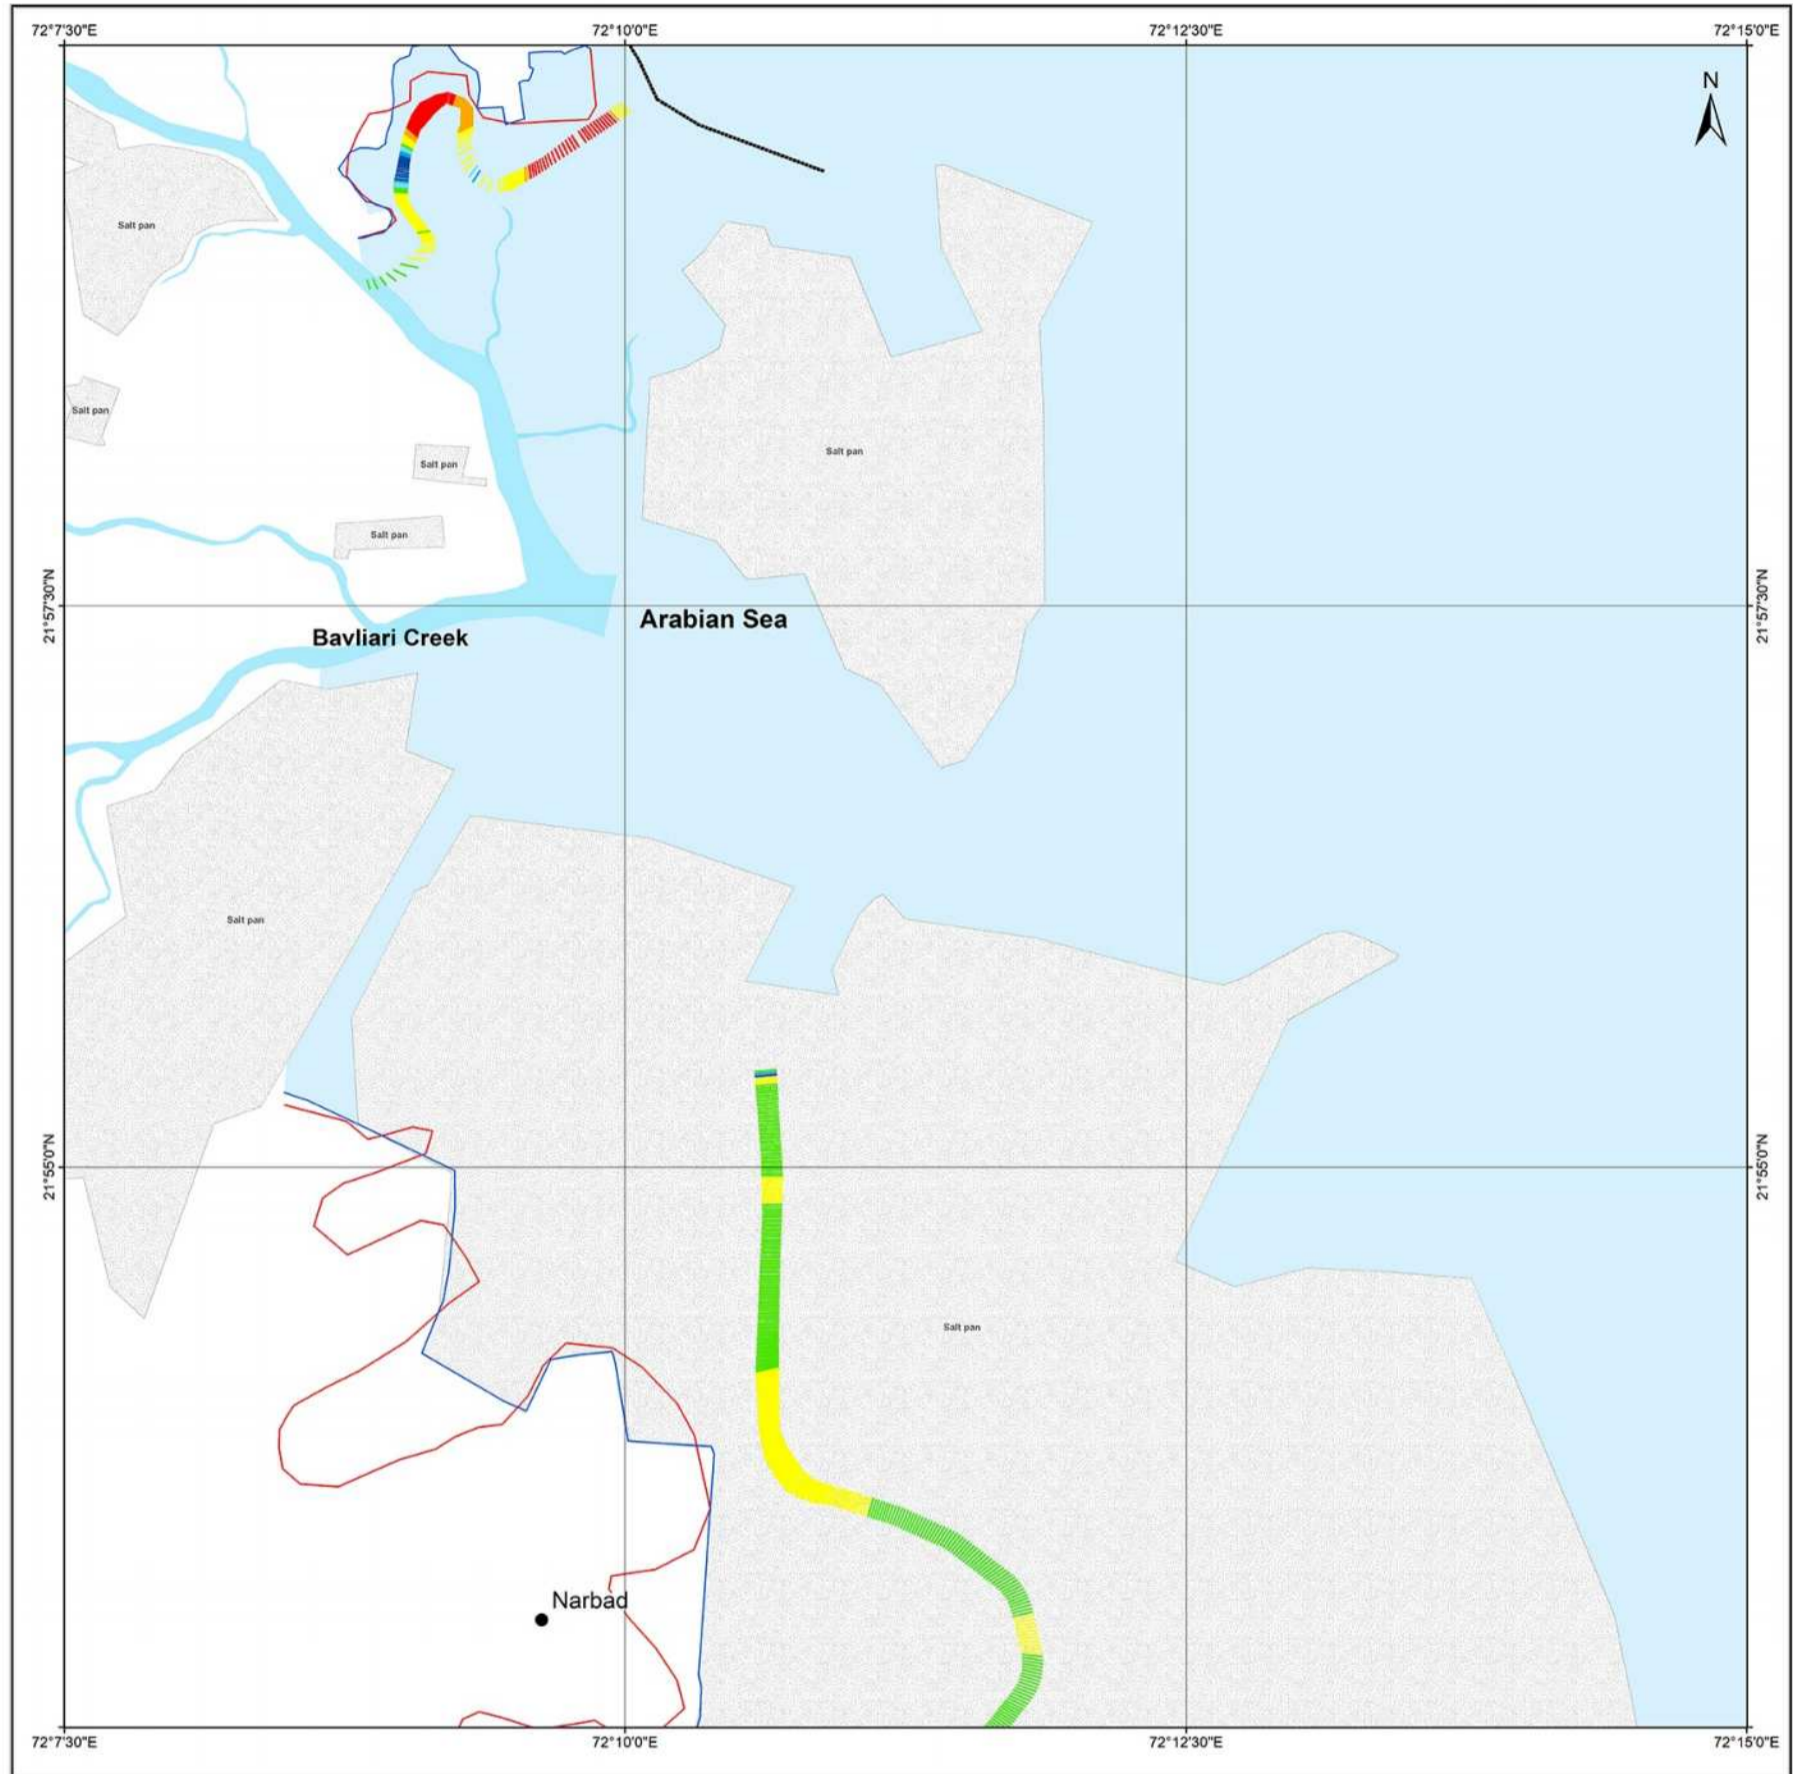 72°7'30"E
72°10'0"E
72°12'30"E
72°15'0"E
N
Salt pan
Salt pan
Salt pan
Salt pan
Salt pan
21°57'30"N
21°57'30"N
Arabian Sea
Bavliari Creek
Salt pan
21°55'0"N
21°55'0"N
Salt pan
Narbad
72°7'30"E
72°10'0"E
72°12'30"E
72°15'0"E